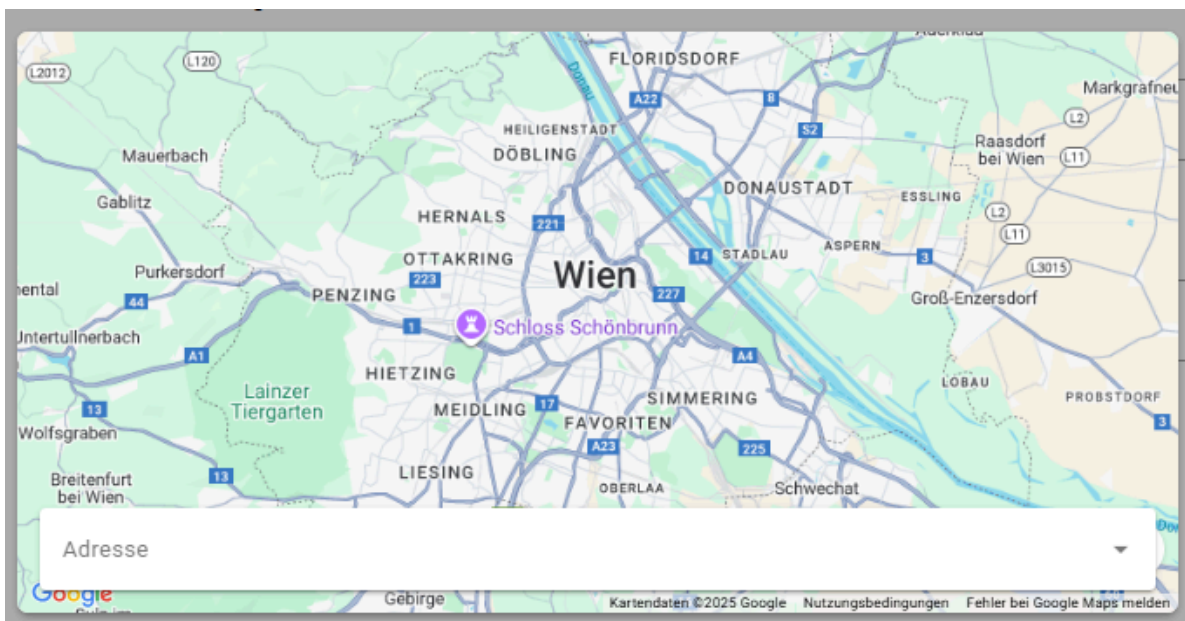 FLORIDSDORF
L2012
L120
Donau
Markgrafneu
A22
8
L2
HEILIGENSTADT
S2
Raasdorf
bei Wien
L11
Mauerbach
DÖBLING
DONAUSTADT
ESSLING
Gablitz
HERNALS
221
L2
L11
OTTAKRING
14
STADLAU
ASPERN
3
Purkersdorf
223
Wien
L3015
ental
44
PENZING
227
Groß-Enzersdorf
1
Schloss Schönbrunn
Untertullnerbach
A1
A4
HIETZING
LOBAU
Lainzer
Tiergarten
SIMMERING
PROBSTDORF
13
MEIDLING
17
FAVORITEN
3
Wolfsgraben
A23
225
LIESING
13
Breitenfurt
bei Wien
OBERLAA
Schwechat
Adresse
Google
Gebirge
Kartendaten ©2025 Google Nutzungsbedingungen Fehler bei Google Maps melden